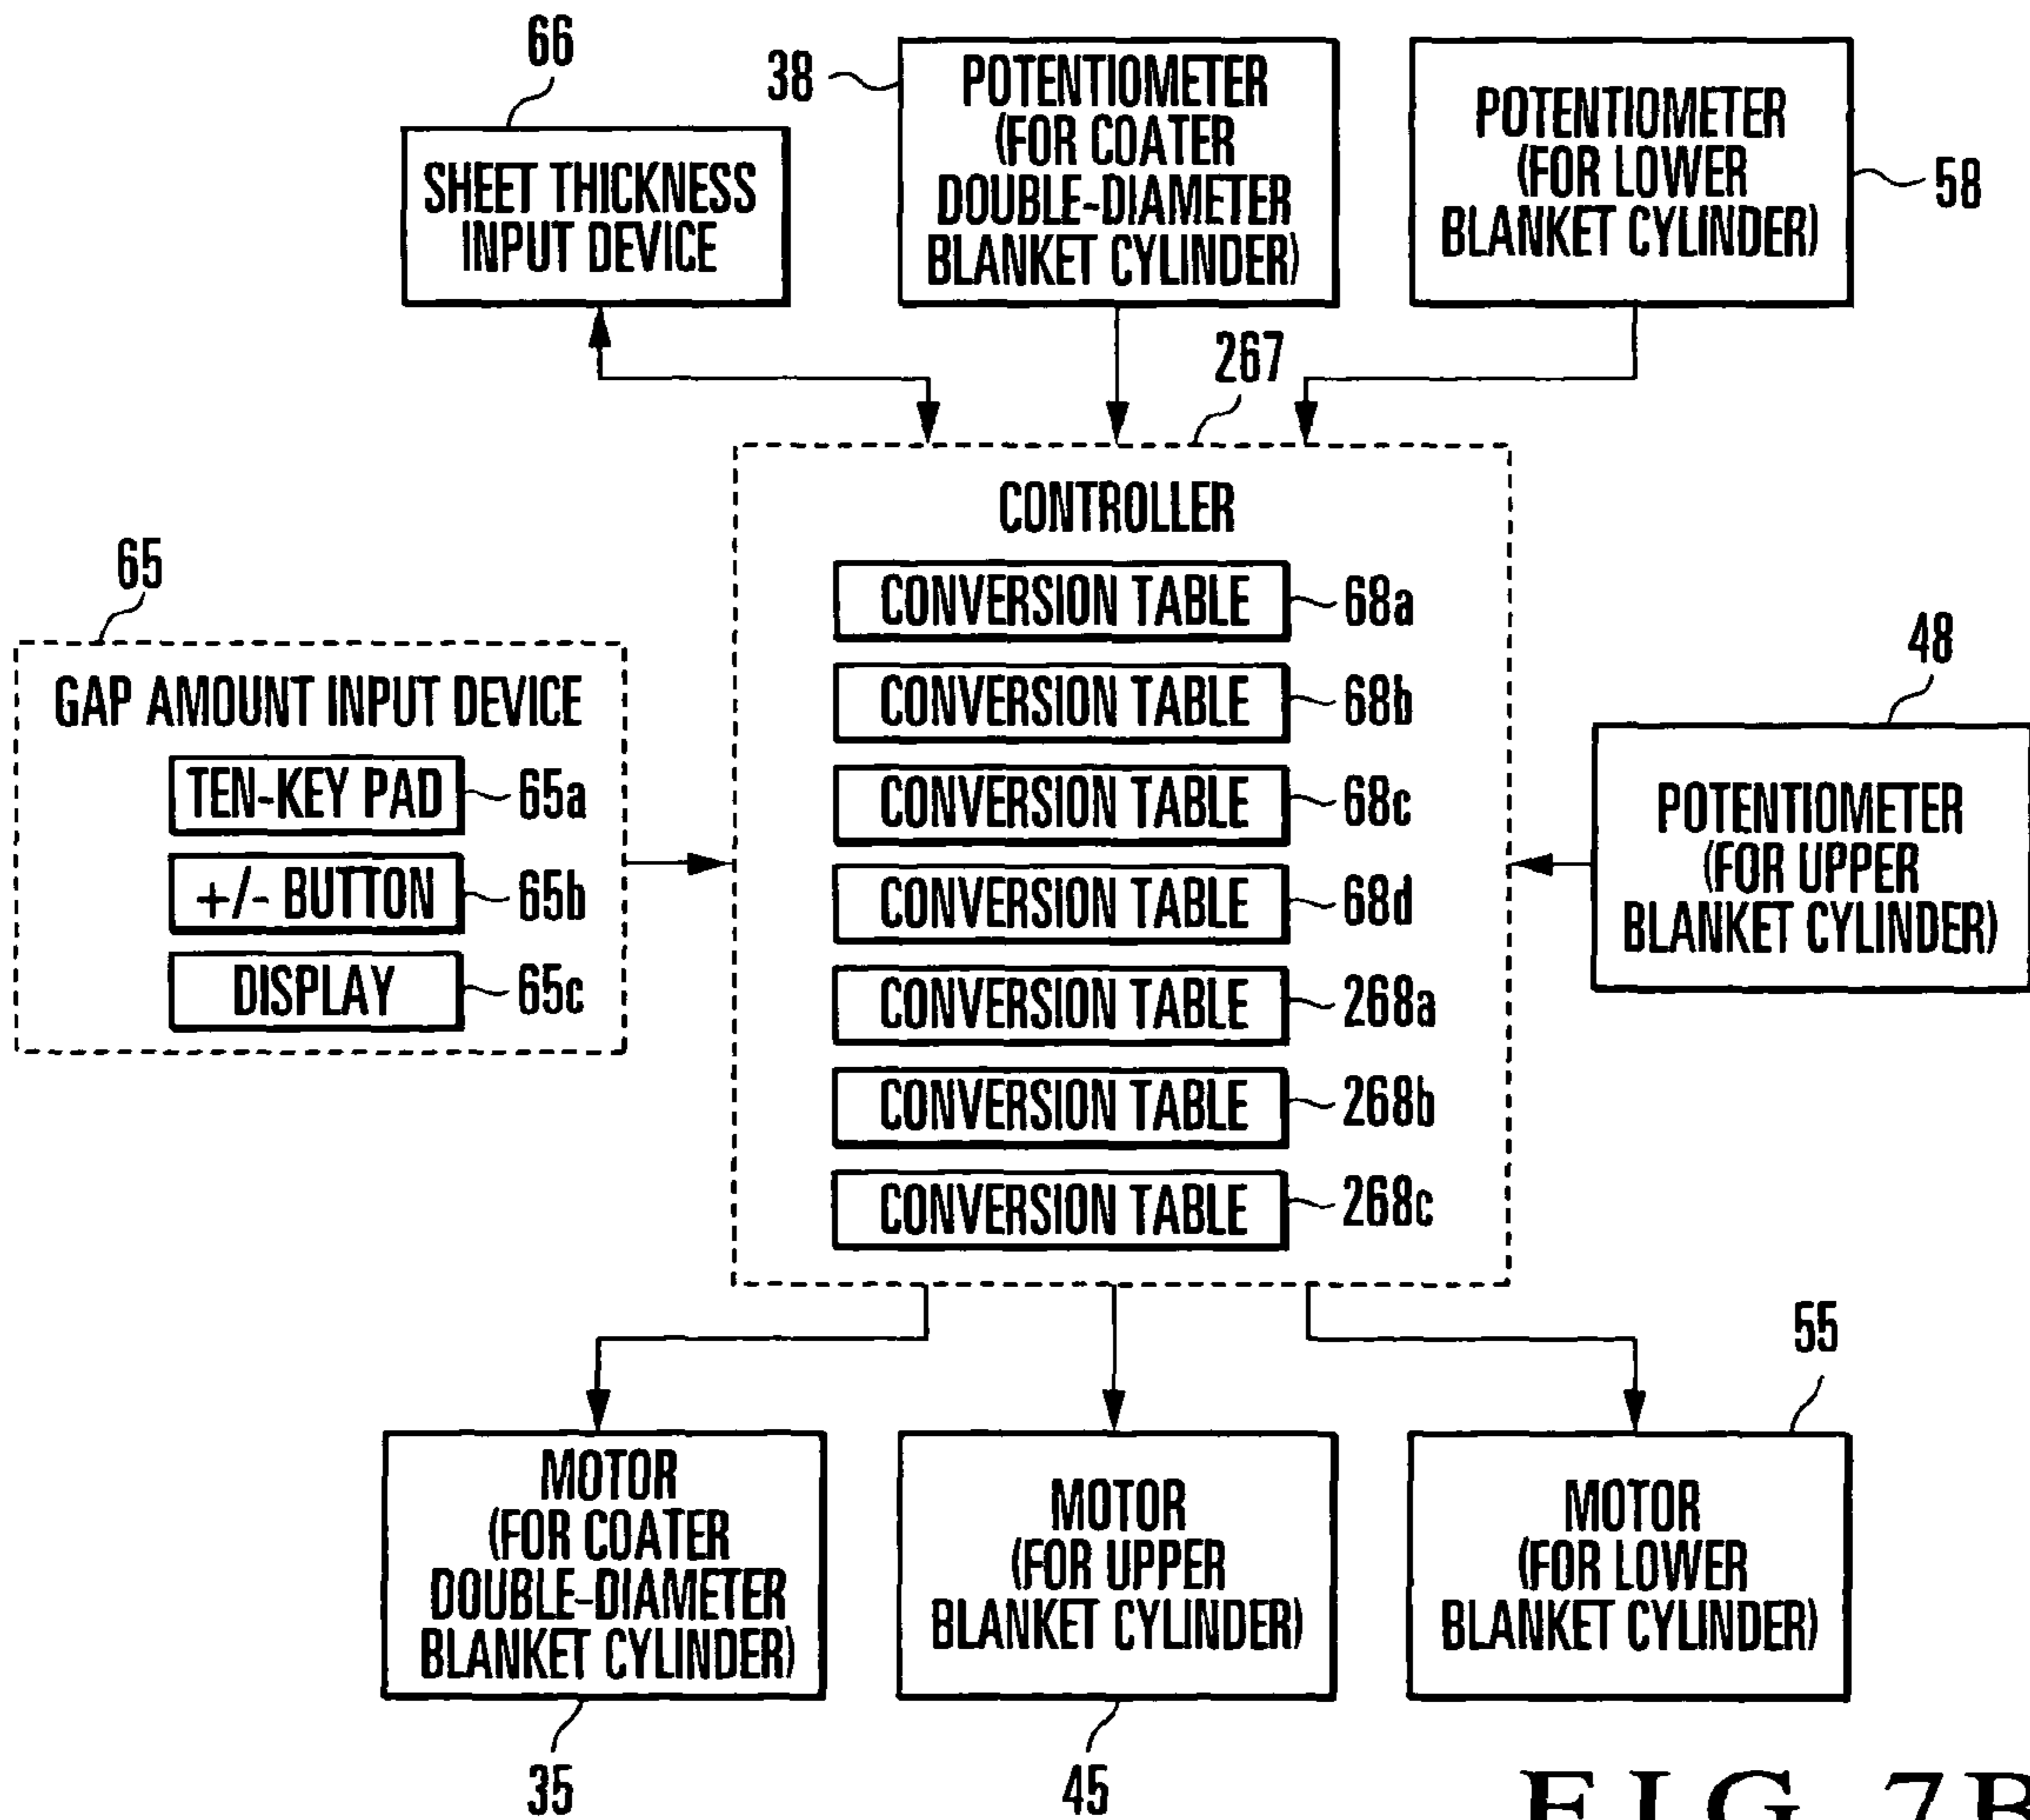 66
SHEET THICKNESS
INPUT DEVICE
38
POTENTIOMETER
(FOR COATER
DOUBLE-DIAMETER
BLANKET CYLINDER)
POTENTIOMETER
(FOR LOWER
BLANKET CYLINDER)
58
267
CONTROLLER
CONVERSION TABLE 68a
CONVERSION TABLE 68b
CONVERSION TABLE 68c
CONVERSION TABLE 68d
CONVERSION TABLE 268a
CONVERSION TABLE 268b
CONVERSION TABLE 268c
65
GAP AMOUNT INPUT DEVICE
TEN-KEY PAD 65a
+/- BUTTON 65b
DISPLAY 65c
48
POTENTIOMETER
(FOR UPPER
BLANKET CYLINDER)
MOTOR
(FOR COATER
DOUBLE-DIAMETER
BLANKET CYLINDER)
35
MOTOR
(FOR UPPER
BLANKET CYLINDER)
45
55
MOTOR
(FOR LOWER
BLANKET CYLINDER)
FIG. 7B